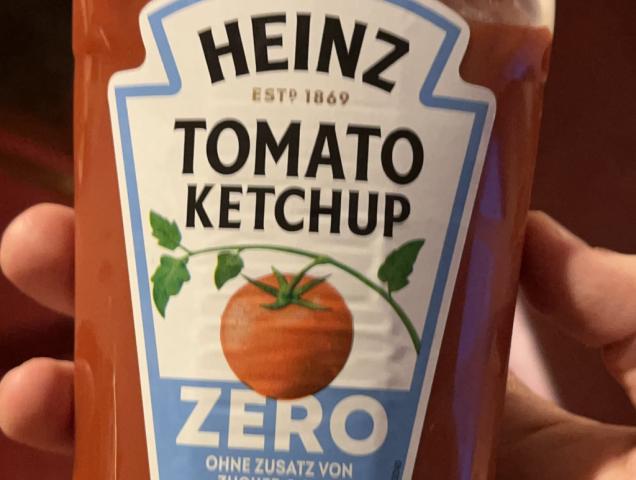 HEINZ
ESTD 1869
TOMATO
KETCHUP
ZERO
OHNE ZUSATZ VON